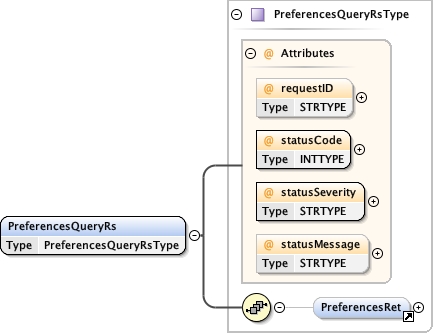 PreferencesQueryRsType
@ Attributes
@ requestID
Type STRTYPE
@ statusCode
Type INTTYPE
@ statusSeverity
Type STRTYPE
PreferencesQueryRs
Type PreferencesQueryRsType
@ statusMessage
Type STRTYPE
PreferencesRet